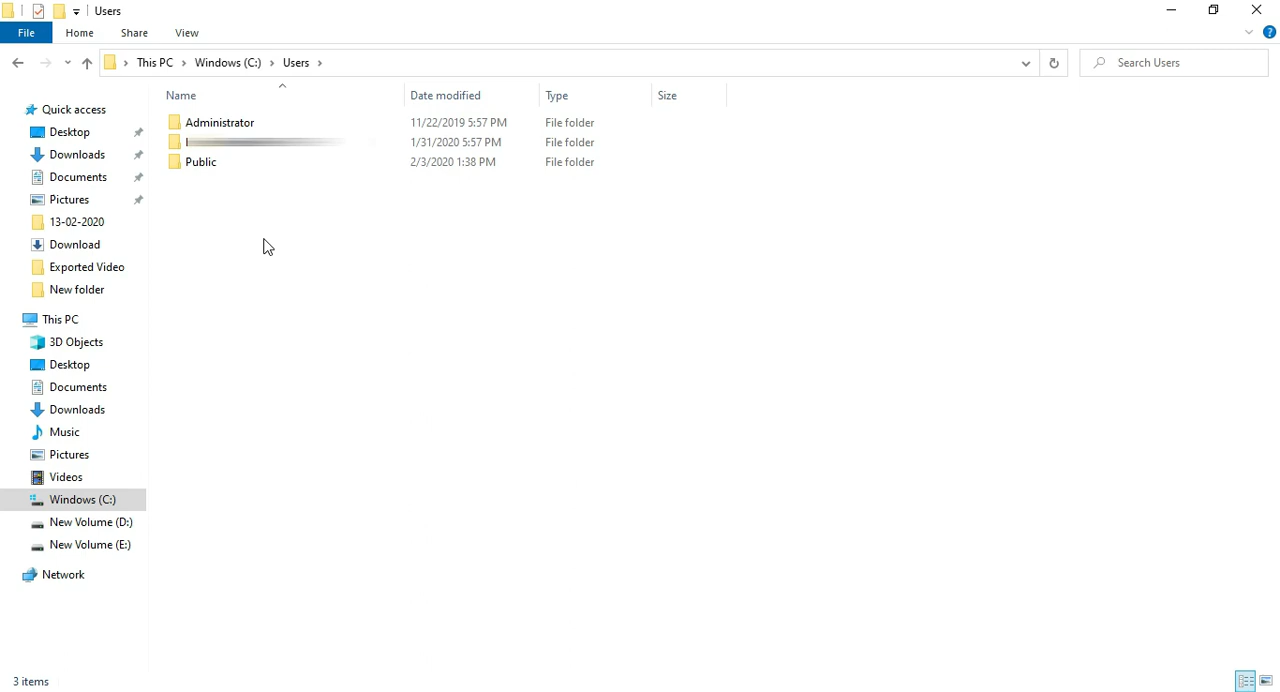 Users
File Home Share View
This PC Windows (C:) Users
Search Users
Name Date modified Type Size
Administrator 11/22/2019 5:57 PM File folder
1/31/2020 5:57 PM File folder
Public 2/3/2020 1:38 PM File folder
Quick access
Desktop
Downloads
Documents
Pictures
13-02-2020
Download
Exported Video
New folder
This PC
3D Objects
Desktop
Documents
Downloads
Music
Pictures
Videos
Windows (C:)
New Volume (D:)
New Volume (E:)
Network
3 items